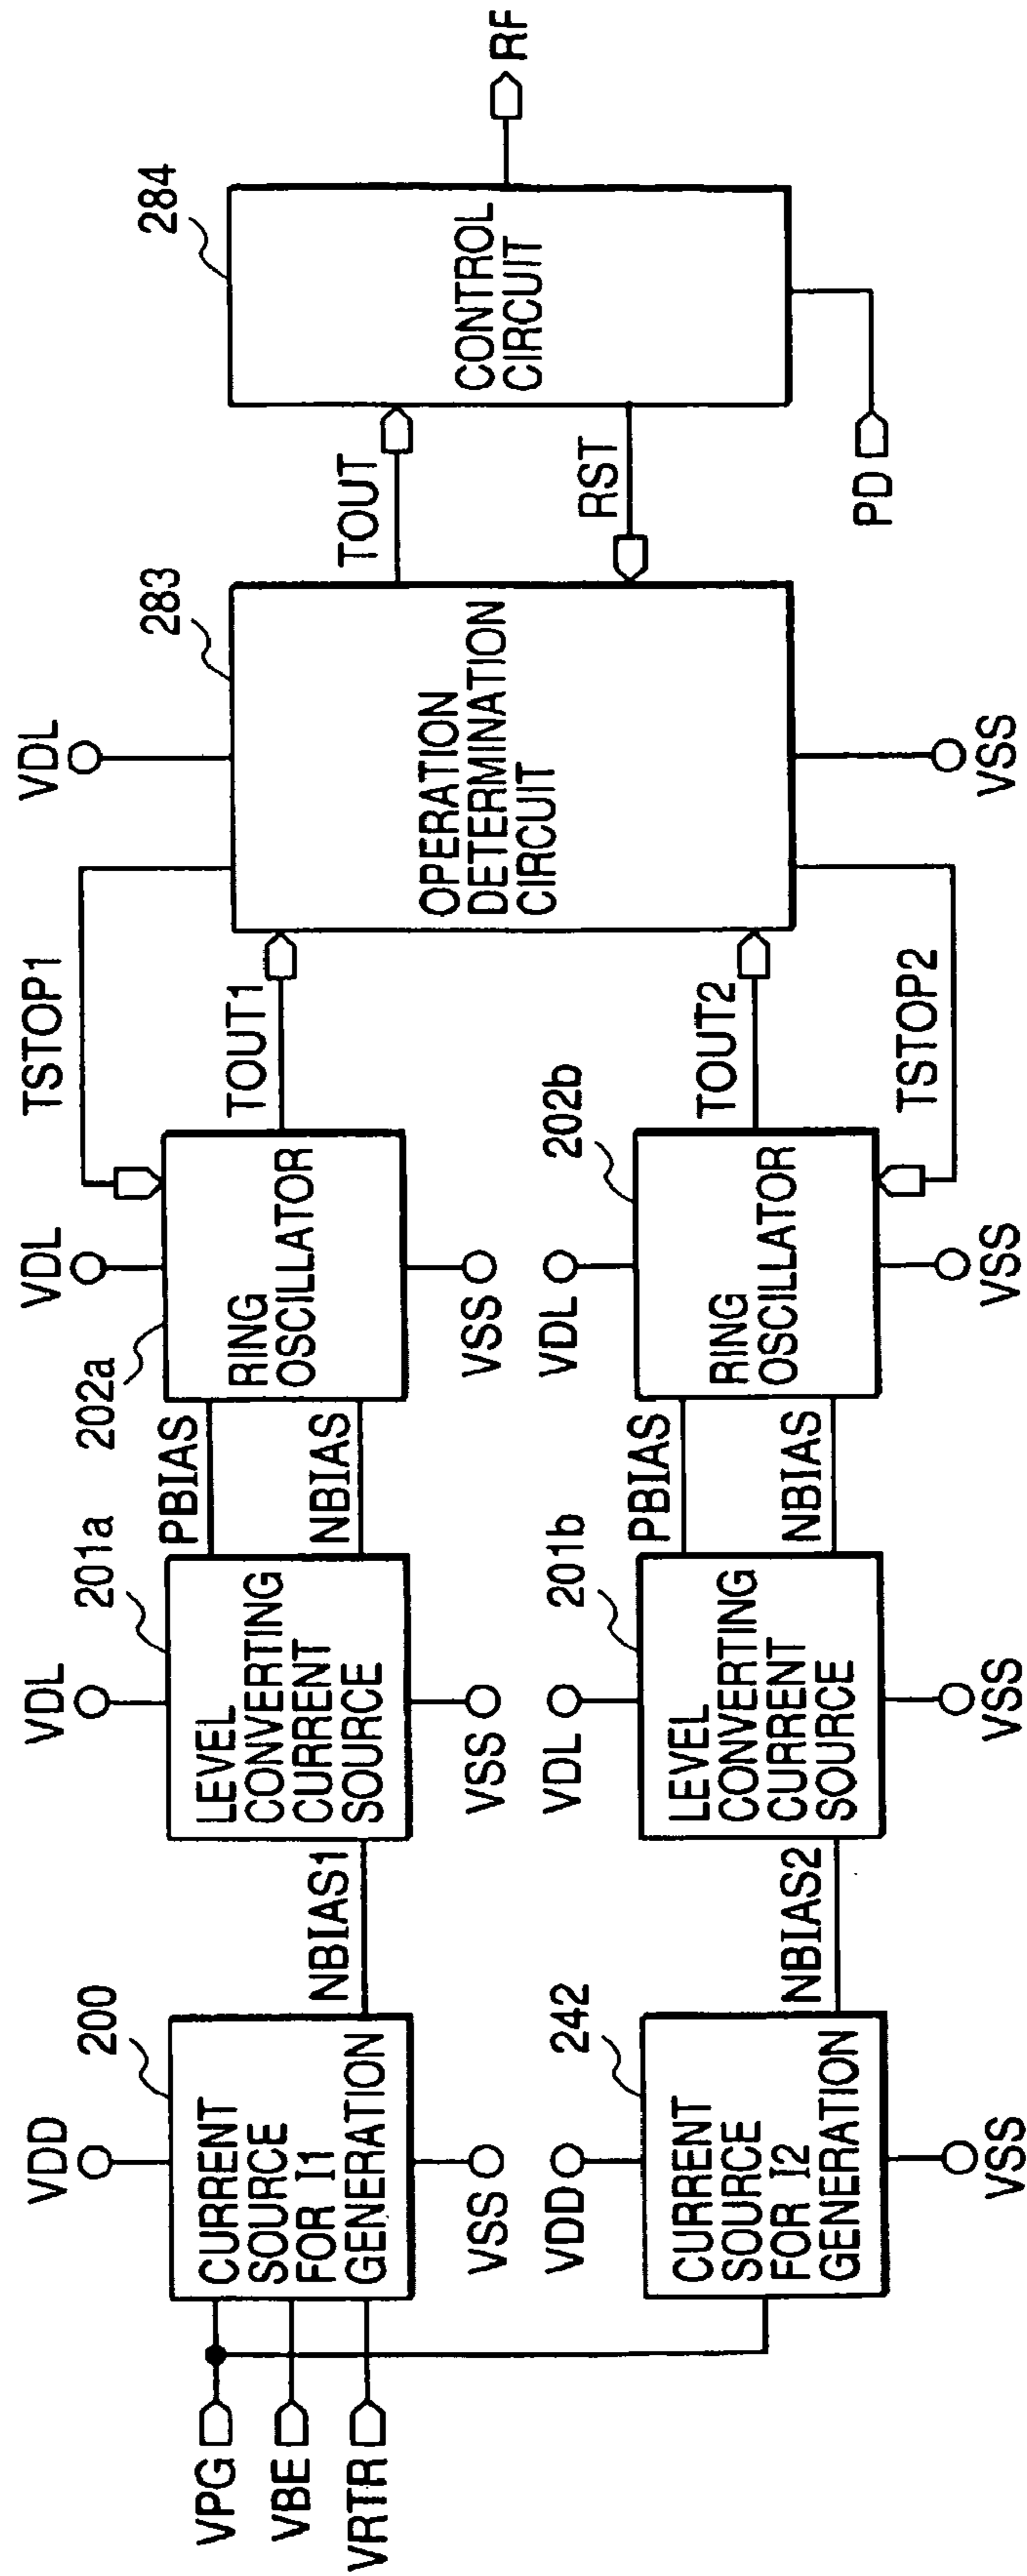 VPG
VBE
VRTR
VDD
200
CURRENT
SOURCE
FOR I1
GENERATION
VSS
NBIAS1
VDL
201a
LEVEL
CONVERTING
CURRENT
SOURCE
VSS
PBIAS
NBIAS
VDL
202a
RING
OSCILLATOR
VSS
TSTOP1
TOUT1
VDD
242
CURRENT
SOURCE
FOR I2
GENERATION
VSS
NBIAS2
VDL
201b
LEVEL
CONVERTING
CURRENT
SOURCE
VSS
PBIAS
NBIAS
VDL
202b
RING
OSCILLATOR
VSS
TOUT2
TSTOP2
VDL
283
OPERATION
DETERMINATION
CIRCUIT
VSS
TOUT
RST
284
CONTROL
CIRCUIT
PD
RF